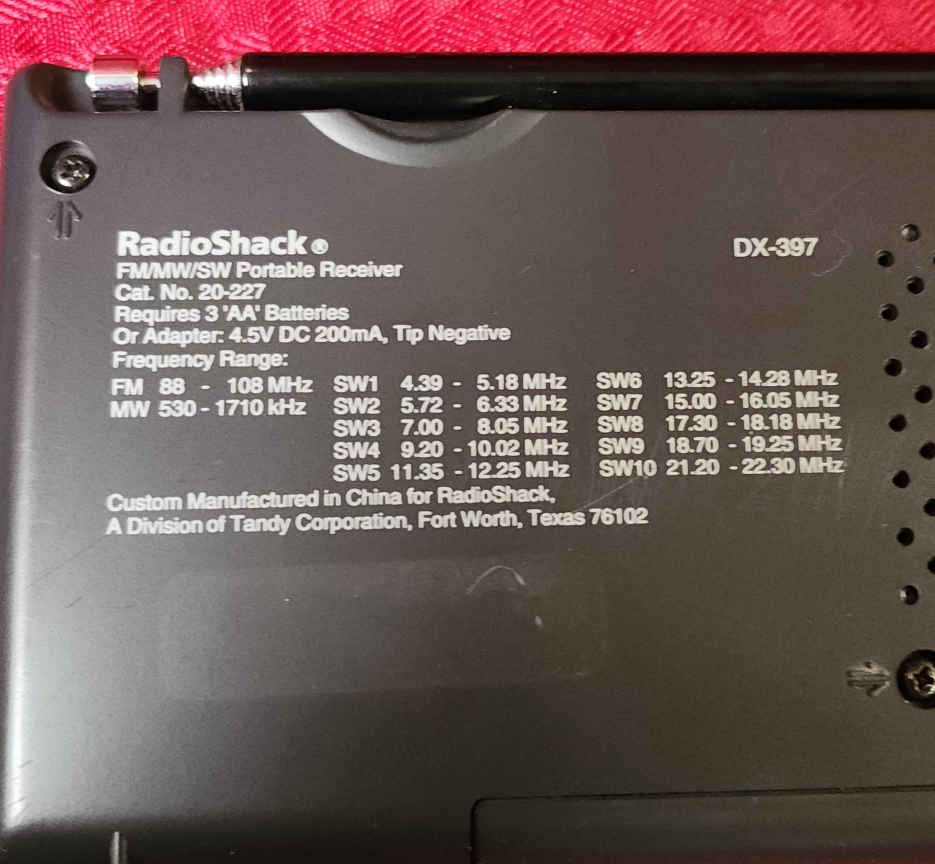 RadioShack®
DX-397
FM/MW/SW Portable Receiver
Cat. No. 20-227
Requires 3 "AA" Batteries
Or Adapter: 4.5V DC 200mA, Tip Negative
Frequency Range:
FM 88 - 108 MHz SW1 4.39 - 5.18 MHz SW6 13.25 - 14.28 MHz
MW 530 - 1710 kHz SW2 5.72 - 6.33 MHz SW7 15.00 - 16.05 MHz
SW3 7.00 - 8.05 MHz SW8 17.30 - 18.18 MHz
SW4 9.20 - 10.02 MHz SW9 18.70 - 19.25 MHz
SW5 11.35 - 12.25 MHz SW10 21.20 - 22.30 MHz
Custom Manufactured in China for RadioShack,
A Division of Tandy Corporation, Fort Worth, Texas 76102